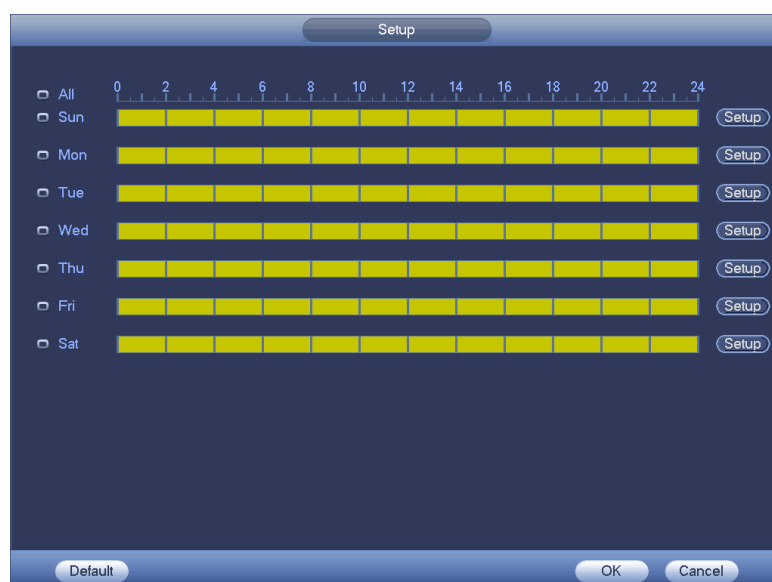 Setup
All 0 2 4 6 8 10 12 14 16 18 20 22 24
Sun Setup
Mon Setup
Tue Setup
Wed Setup
Thu Setup
Fri Setup
Sat Setup
Default OK Cancel